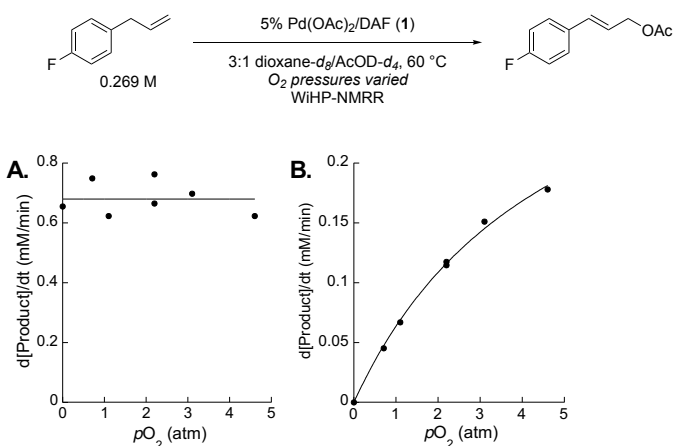 5% Pd(OAc)2/DAF (1)
F
0.269 M
3:1 dioxane-d8/AcOD-d4, 60 °C
O2 pressures varied
WiHP-NMRR
F
OAc
A.
d[Product]/dt (mM/min)
0.8
0.6
0.4
0.2
0
0 1 2 3 4 5
pO2 (atm)
B.
d[Product]/dt (mM/min)
0.2
0.15
0.1
0.05
0
0 1 2 3 4 5
pO2 (atm)